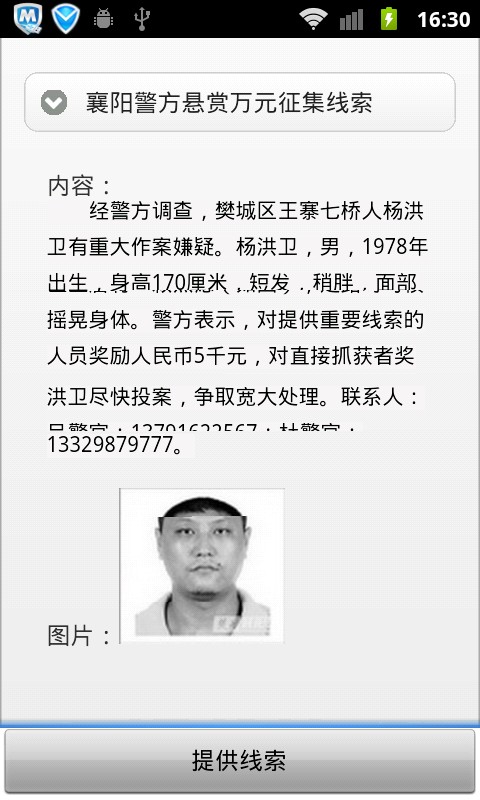 16:30
襄阳警方悬赏万元征集线索
内容：
经警方调查，樊城区王寨七桥人杨洪
卫有重大作案嫌疑。杨洪卫，男，1978年
出生，身高170厘米，短发，稍胖，面部、
摇晃身体。警方表示，对提供重要线索的
人员奖励人民币5千元，对直接抓获者奖
洪卫尽快投案，争取宽大处理。联系人：
13329879777。
图片：
提供线索